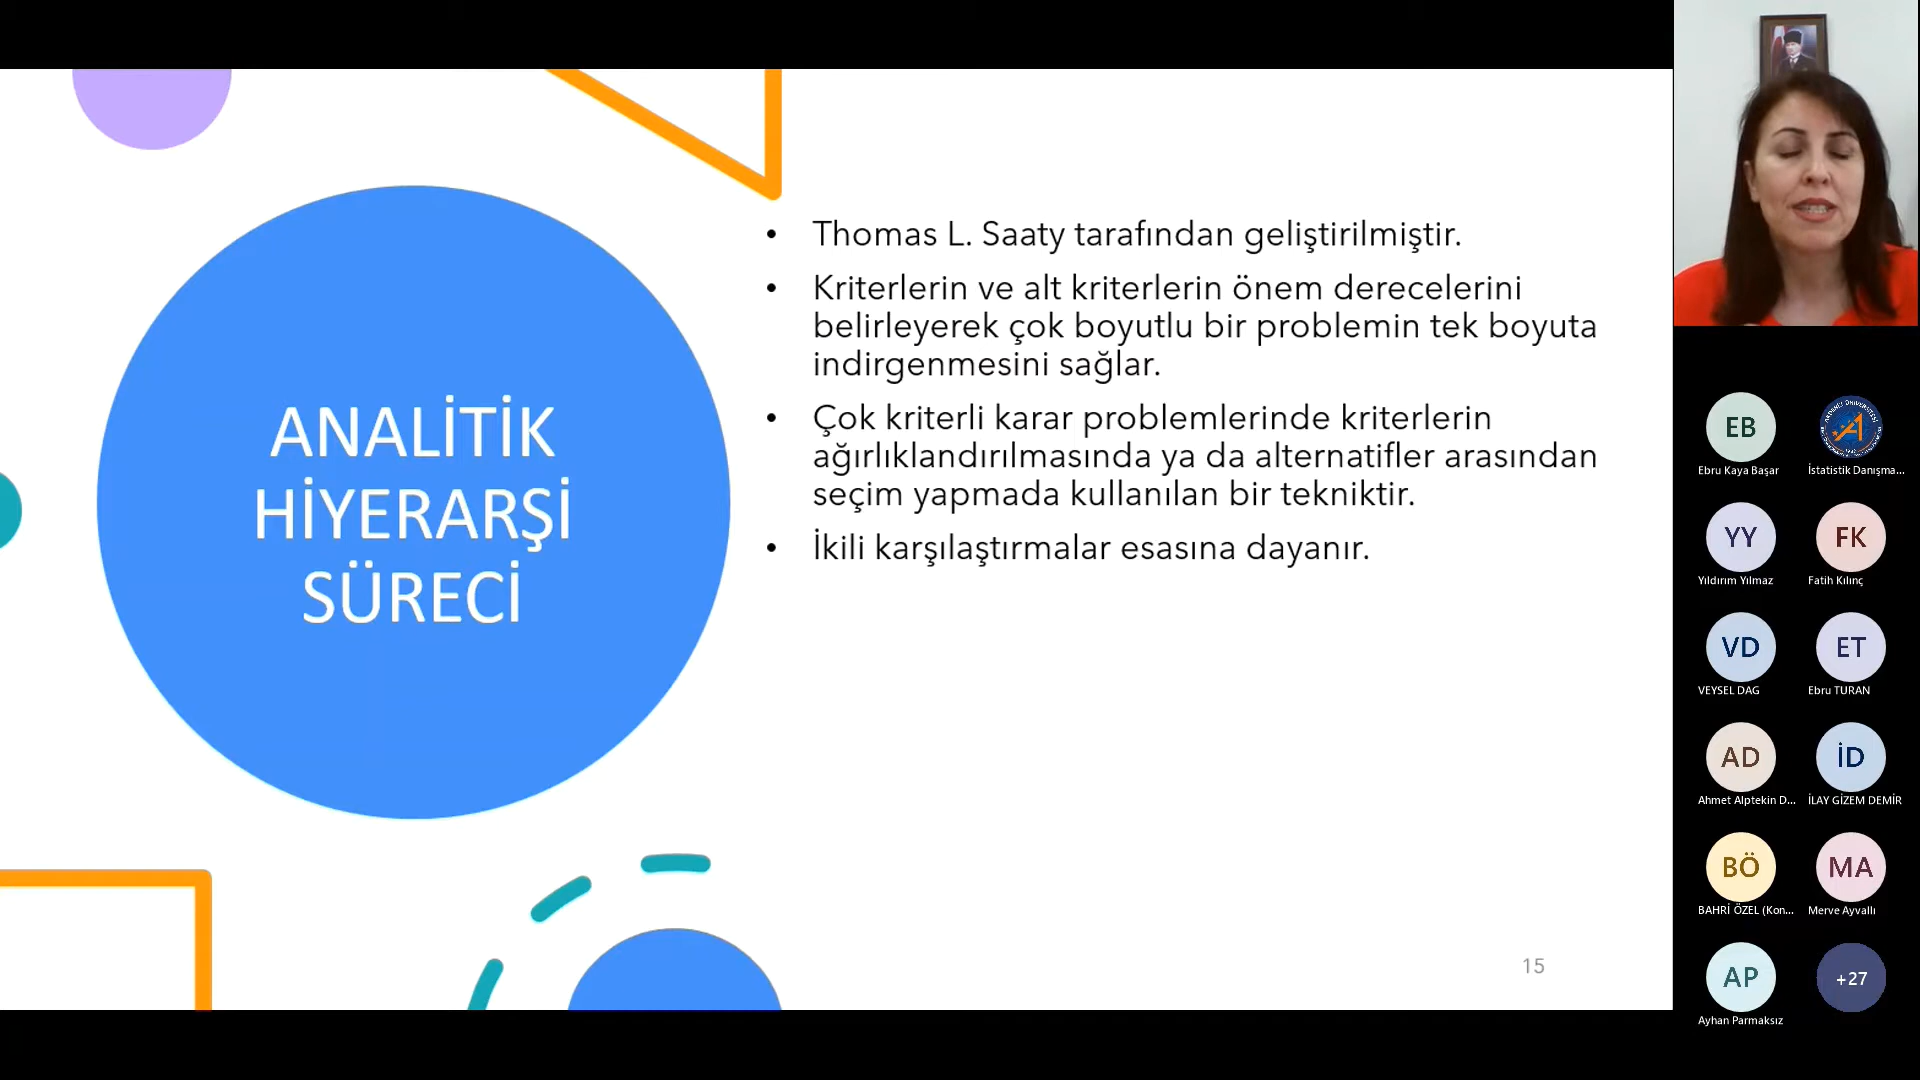 ANALİTİK
HİYERARŞİ
SÜRECİ
• Thomas L. Saaty tarafından geliştirilmiştir.
• Kriterlerin ve alt kriterlerin önem derecelerini
belirleyerek çok boyutlu bir problemin tek boyuta
indirgenmesini sağlar.
• Çok kriterli karar problemlerinde kriterlerin
ağırlıklandırılmasında ya da alternatifler arasından
seçim yapmada kullanılan bir tekniktir.
• İkili karşılaştırmalar esasına dayanır.
15
EB
Ebru Kaya Başar
İstatistik Danışma...
YY
Yıldırım Yılmaz
FK
Fatih Kılınç
VD
VEYSEL DAG
ET
Ebru TURAN
AD
Ahmet Alptekin D...
İD
İLAY GİZEM DEMİR
BÖ
BAHRİ ÖZEL (Kon...
MA
Merve Ayvallı
AP
Ayhan Parmaksız
+27